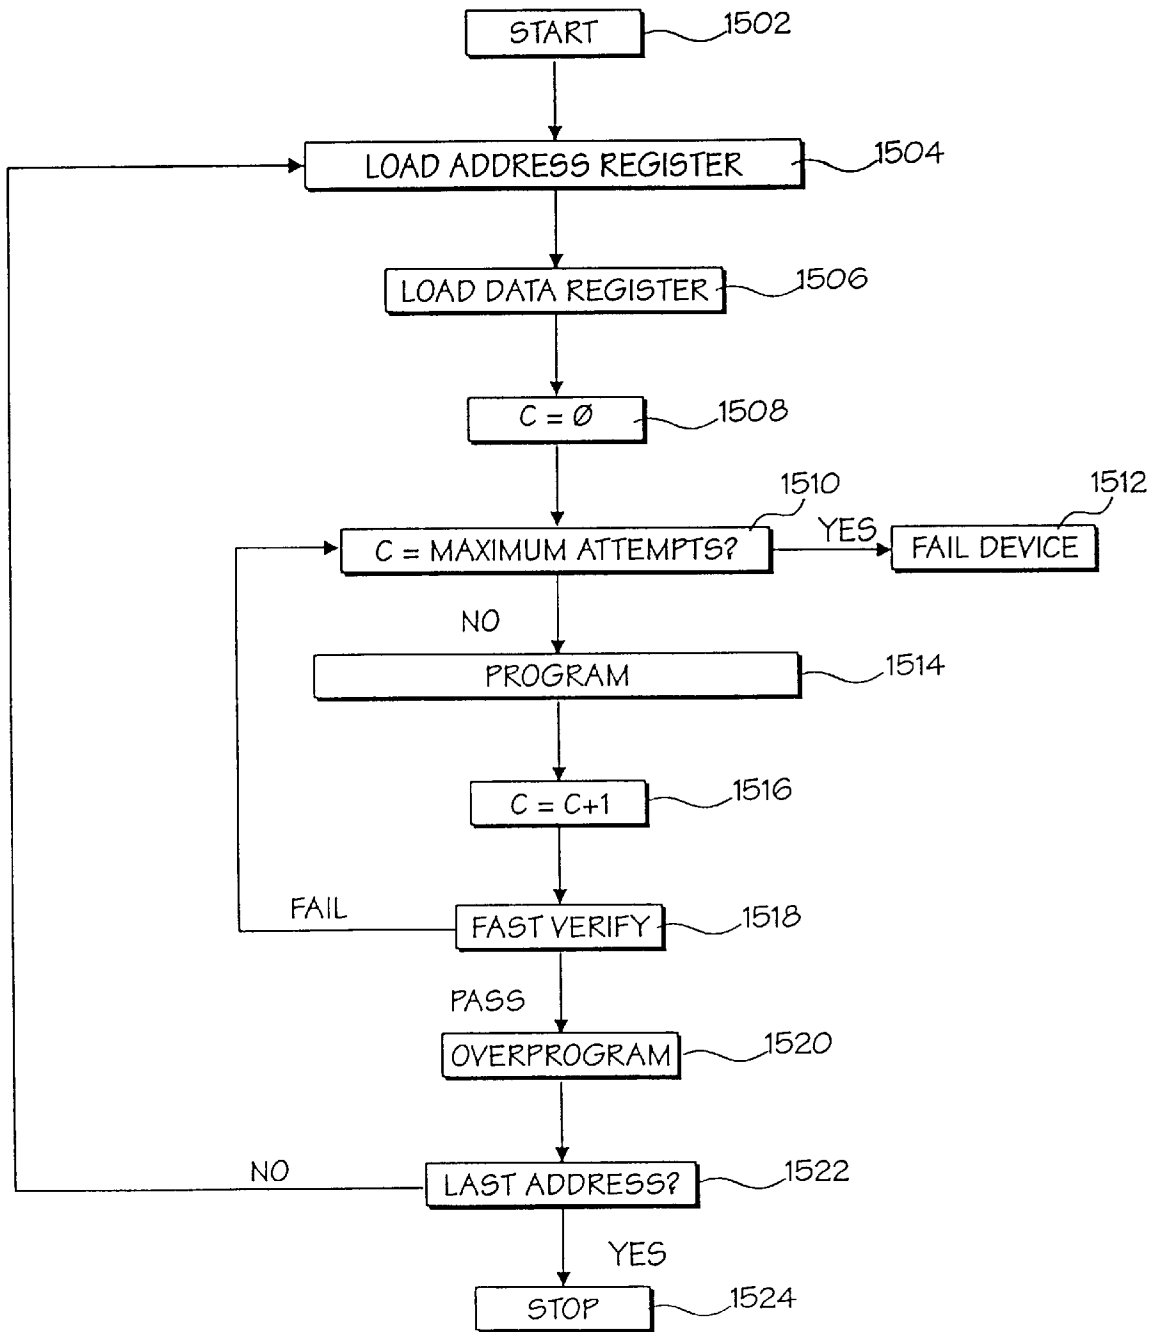 START
1502
LOAD ADDRESS REGISTER
1504
LOAD DATA REGISTER
1506
C = Ø
1508
C = MAXIMUM ATTEMPTS?
1510
YES
FAIL DEVICE
1512
NO
PROGRAM
1514
C = C+1
1516
FAIL
FAST VERIFY
1518
PASS
OVERPROGRAM
1520
NO
LAST ADDRESS?
1522
YES
STOP
1524